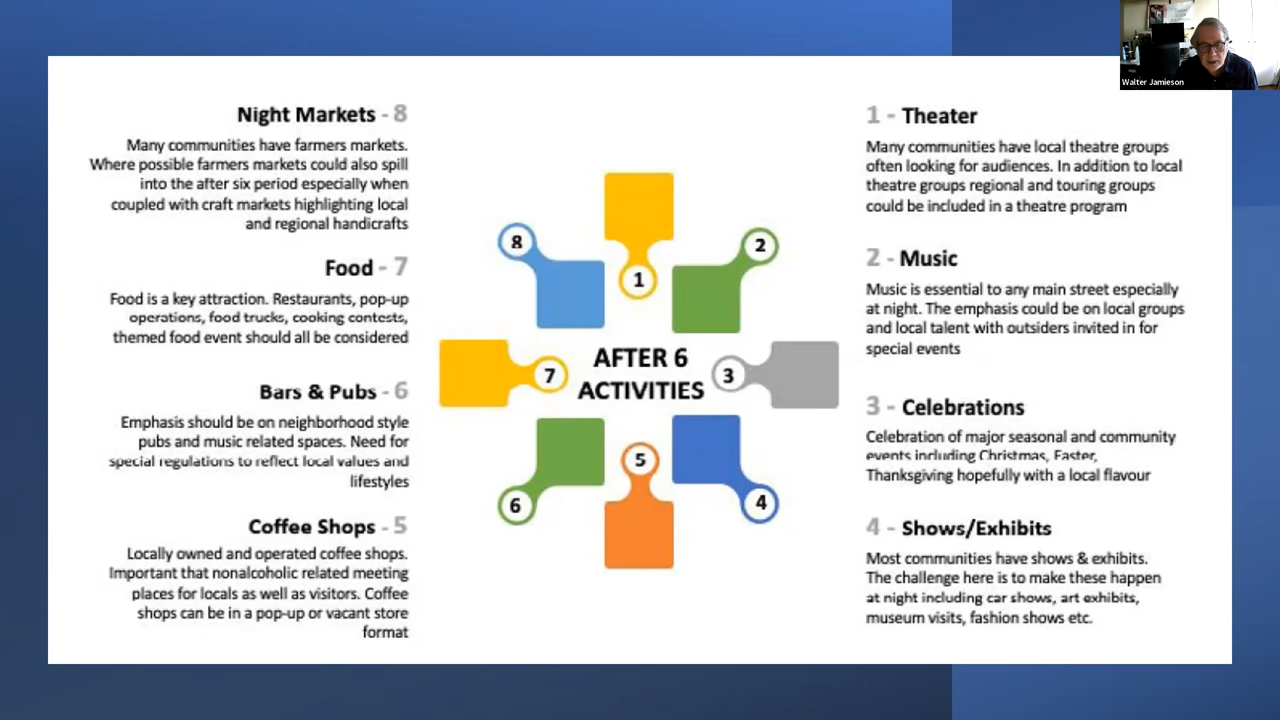 Walter Jamieson
Night Markets - 8
Many communities have farmers markets.
Where possible farmers markets could also spill
into the after six period especially when
coupled with craft markets highlighting local
and regional handicrafts
Food - 7
Food is a key attraction. Restaurants, pop-up
operations, food trucks, cooking contests,
themed food event should all be considered
Bars & Pubs - 6
Emphasis should be on neighborhood style
pubs and music related spaces. Need for
special regulations to reflect local values and
lifestyles
Coffee Shops - 5
Locally owned and operated coffee shops.
Important that nonalcoholic related meeting
places for locals as well as visitors. Coffee
shops can be in a pop-up or vacant store
format
8
1
2
7
AFTER 6
ACTIVITIES
3
6
5
4
1 - Theater
Many communities have local theatre groups
often looking for audiences. In addition to local
theatre groups regional and touring groups
could be included in a theatre program
2 - Music
Music is essential to any main street especially
at night. The emphasis could be on local groups
and local talent with outsiders invited in for
special events
3 - Celebrations
Celebration of major seasonal and community
events including Christmas, Easter,
Thanksgiving hopefully with a local flavour
4 - Shows/Exhibits
Most communities have shows & exhibits.
The challenge here is to make these happen
at night including car shows, art exhibits,
museum visits, fashion shows etc.